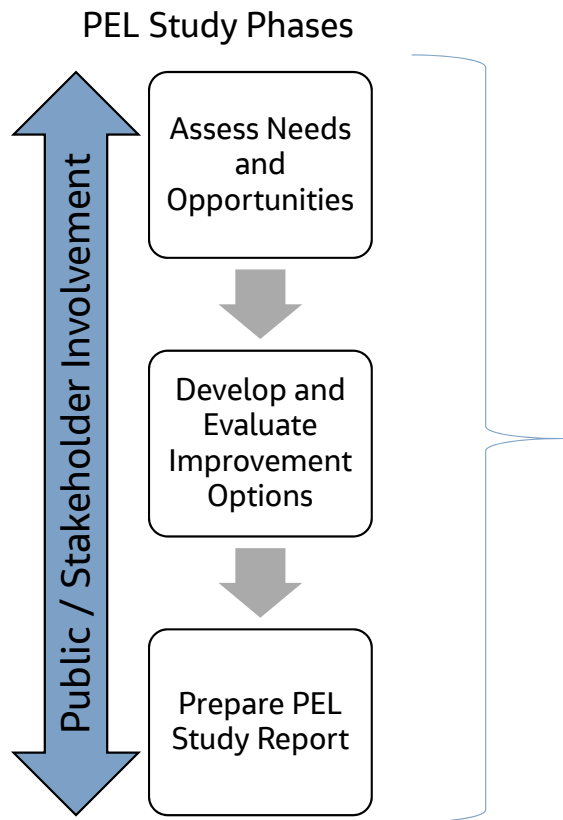 PEL Study Phases
Public / Stakeholder Involvement
Assess Needs
and
Opportunities
Develop and
Evaluate
Improvement
Options
Prepare PEL
Study Report